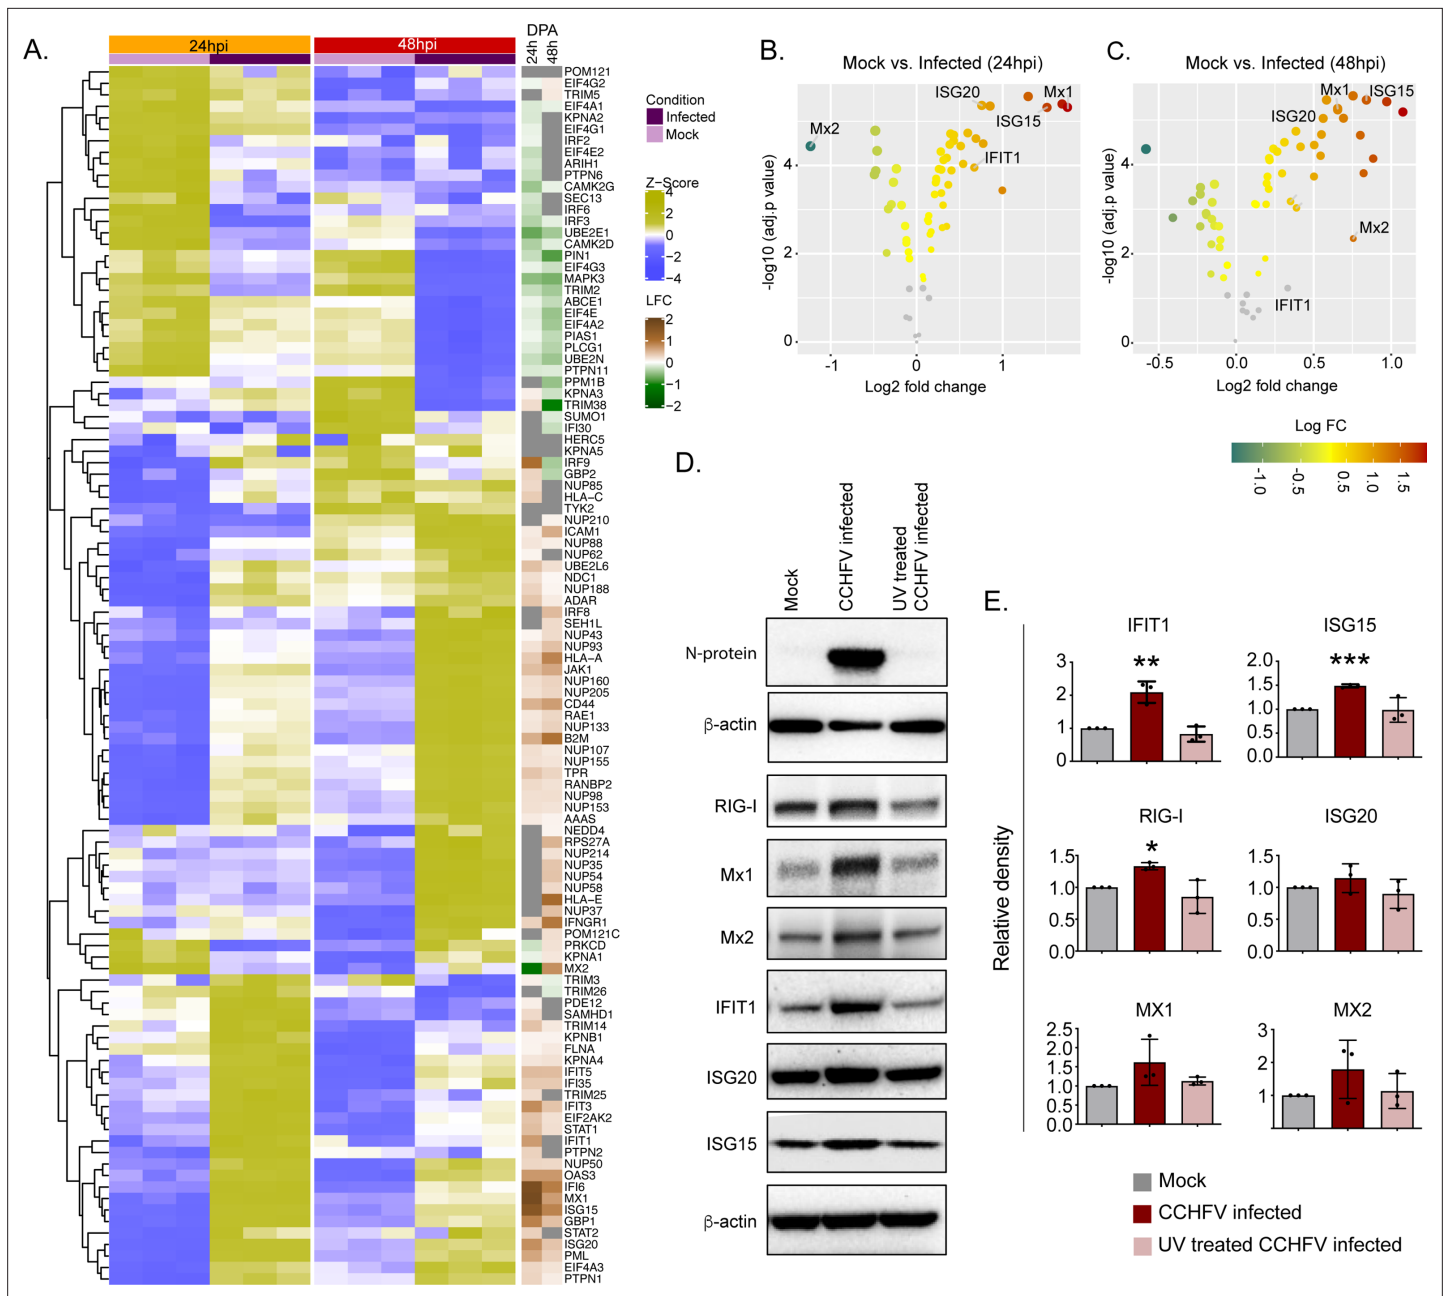 A.
24hpi
48hpi
DPA
24h
48h
POM121
EIF4G2
TRIM5
EIF4A1
KPNA2
EIF4G1
IRF2
EIF4E2
ARIH1
PTPN6
CAMK2G
SEC13
IRF6
IRF3
UBE2E1
CAMK2D
PIN1
EIF4G3
MAPK3
TRIM2
ABCE1
EIF4E
EIF4A2
PIAS1
PLCG1
UBE2N
PTPN11
PPM1B
KPNA3
TRIM38
SUMO1
IFI30
HERC5
KPNA5
IRF9
GBP2
NUP85
HLA−C
TYK2
NUP210
ICAM1
NUP88
NUP62
UBE2L6
NDC1
NUP188
ADAR
IRF8
SEH1L
NUP43
NUP93
HLA−A
JAK1
NUP160
NUP205
CD44
RAE1
NUP133
B2M
NUP107
NUP155
TPR
RANBP2
NUP98
NUP153
AAAS
NEDD4
RPS27A
NUP214
NUP35
NUP54
NUP58
HLA−E
NUP37
IFNGR1
POM121C
PRKCD
KPNA1
MX2
TRIM3
TRIM26
PDE12
SAMHD1
TRIM14
KPNB1
FLNA
KPNA4
IFIT5
IFI35
TRIM25
IFIT3
EIF2AK2
STAT1
IFIT1
PTPN2
NUP50
OAS3
IFI6
MX1
ISG15
GBP1
STAT2
ISG20
PML
EIF4A3
PTPN1
Condition
Infected
Mock
Z−Score
4
2
0
−2
−4
LFC
2
1
0
−1
−2
B.
Mock vs. Infected (24hpi)
ISG20
Mx1
ISG15
Mx2
IFIT1
-log10 (adj.p value)
4
2
0
-1
0
1
Log2 fold change
C.
Mock vs. Infected (48hpi)
Mx1
ISG15
ISG20
Mx2
IFIT1
-log10 (adj.p value)
4
2
0
-0.5
0.0
0.5
1.0
Log2 fold change
Log FC
-1.0
-0.5
0.5
1.0
1.5
D.
Mock
CCHFV infected
UV treated
CCHFV infected
N-protein
β-actin
RIG-I
Mx1
Mx2
IFIT1
ISG20
ISG15
β-actin
E.
Relative density
IFIT1
3
2
1
0
**
ISG15
2.0
1.5
1.0
0.5
0.0
***
RIG-I
1.5
1.0
0.5
0.0
*
ISG20
1.5
1.0
0.5
0.0
MX1
2.5
2.0
1.5
1.0
0.5
0.0
MX2
3
2
1
0
Mock
CCHFV infected
UV treated CCHFV infected